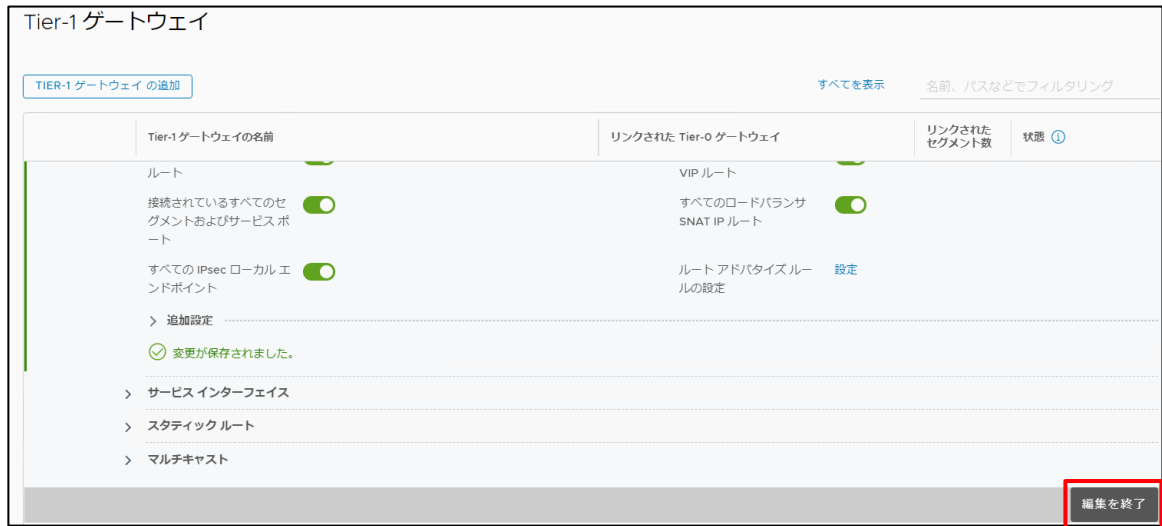 Tier-1 ゲートウェイ
TIER-1 ゲートウェイ の追加
すべてを表示
名前、パスなどでフィルタリング
Tier-1 ゲートウェイの名前
リンクされた Tier-0 ゲートウェイ
リンクされた
セグメント数
状態
ルート
VIP ルート
接続されているすべてのセ
グメントおよびサービス ポ
ート
すべてのロードバランサ
SNAT IP ルート
すべての IPsec ローカル エ
ンドポイント
ルート アドバタイズ ルー
ルの設定
設定
追加設定
変更が保存されました。
サービス インターフェイス
スタティック ルート
マルチキャスト
編集を終了